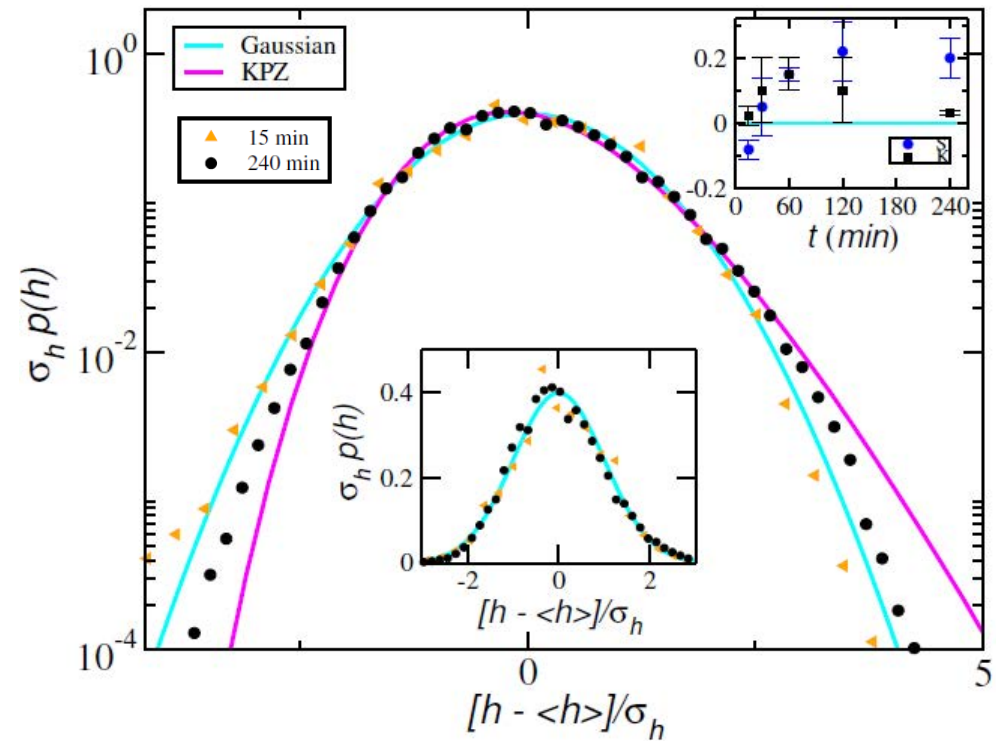 Gaussian
KPZ
15 min
240 min
10^0
10^-2
10^-4
σ_h p(h)
0
5
[h - <h>]/σ_h
0.2
0
-0.2
0 60 120 180 240
t (min)
S
K
0.4
0.2
0
σ_h p(h)
-2 0 2
[h - <h>]/σ_h